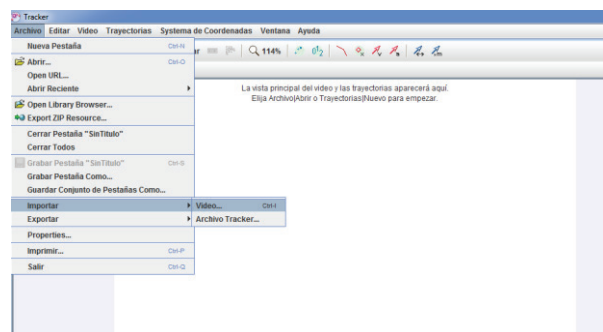 Tracker
Archivo Editar Video Trayectorias Systema de Coordenadas Ventana Ayuda
Nueva Pestaña Ctrl-N
114%
Abrir... Ctrl-O
Open URL...
Abrir Reciente
La vista principal del video y las trayectorias aparecerá aquí.
Elija Archivo|Abrir o Trayectorias|Nuevo para empezar.
Open Library Browser...
Export ZIP Resource...
Cerrar Pestaña "SinTitulo"
Cerrar Todos
Grabar Pestaña "SinTitulo" Ctrl-S
Grabar Pestaña Como...
Guardar Conjunto de Pestañas Como...
Importar Video... Ctrl-I
Exportar Archivo Tracker...
Properties...
Imprimir... Ctrl-P
Salir Ctrl-Q